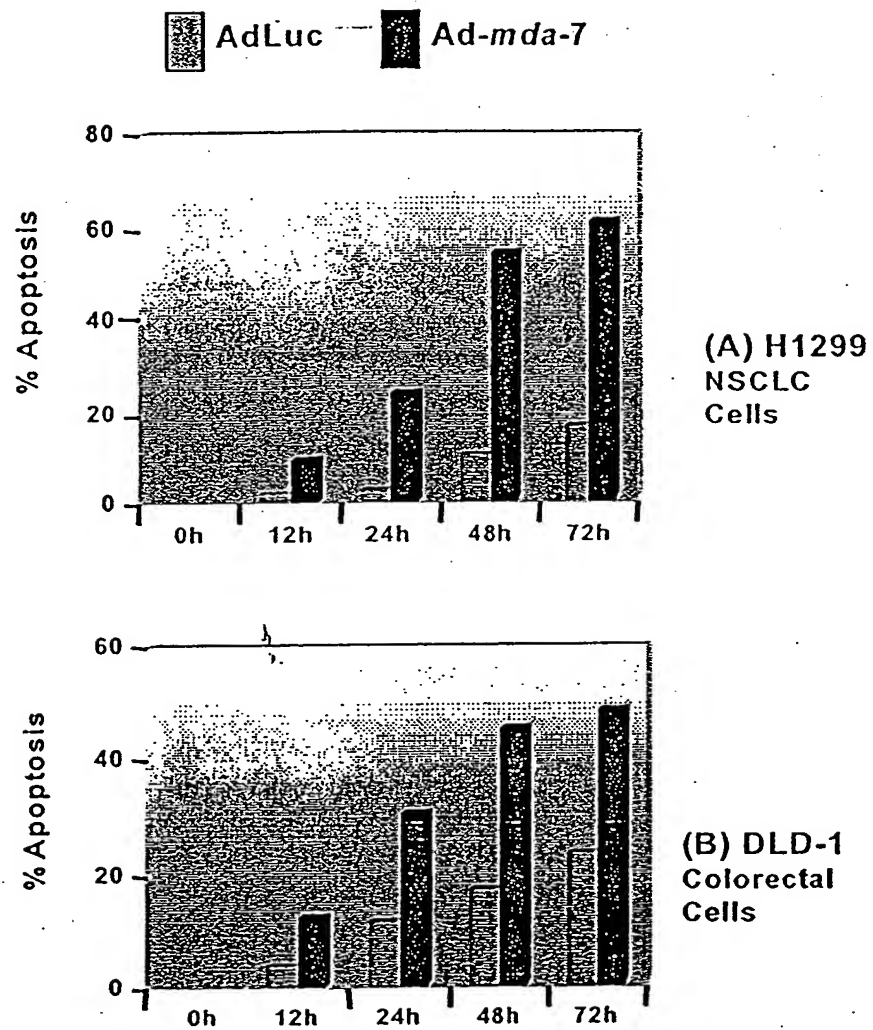 AdLuc Ad-mda-7
80
60
40
20
0
% Apoptosis
0h 12h 24h 48h 72h
(A) H1299
NSCLC
Cells
60
40
20
0
% Apoptosis
0h 12h 24h 48h 72h
(B) DLD-1
Colorectal
Cells